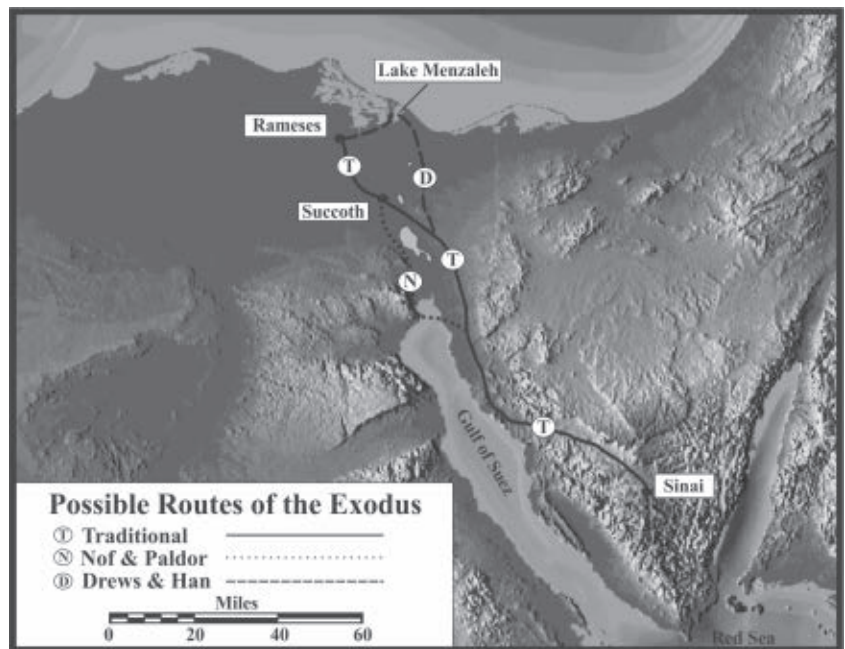 Lake Menzaleh
Rameses
T
D
Succoth
T
N
Gulf of Suez
T
Sinai
Possible Routes of the Exodus
T Traditional
N Nof & Paldor
D Drews & Han
Miles
0 20 40 60
Red Sea